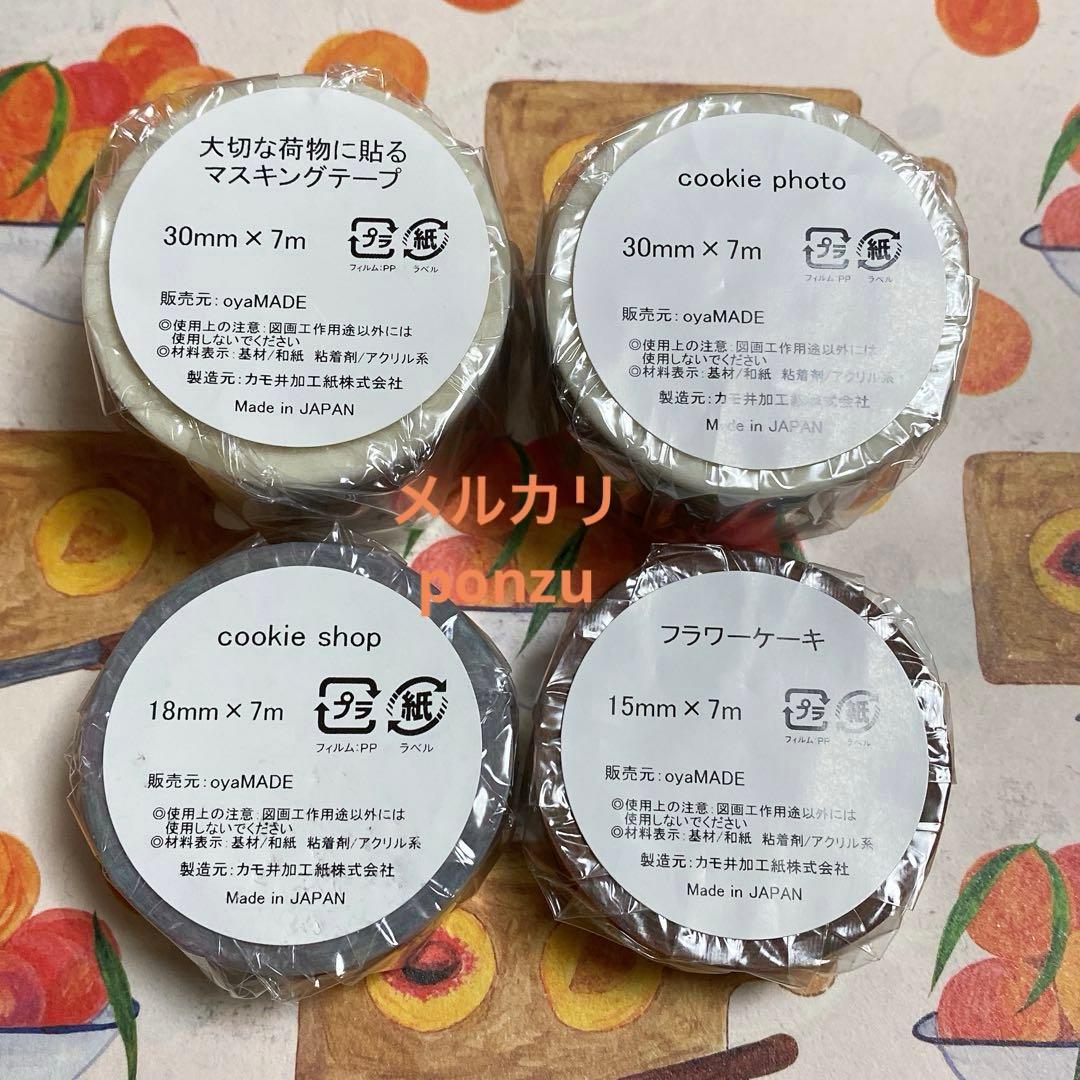 大切な荷物に貼る
マスキングテープ
30mm×7m
プラ
紙
フィルム:PP
ラベル
販売元:oyaMADE
◎使用上の注意:図画工作用途以外には
使用しないでください
◎材料表示:基材/和紙 粘着剤/アクリル系
製造元:カモ井加工紙株式会社
Made in JAPAN
cookie photo
30mm×7m
プラ
紙
フィルム:PP
ラベル
販売元:oyaMADE
◎使用上の注意:図画工作用途以外には
使用しないでください
◎材料表示:基材/和紙 粘着剤/アクリル系
製造元:カモ井加工紙株式会社
Made in JAPAN
メルカリ
ponzu
cookie shop
18mm×7m
プラ
紙
フィルム:PP
ラベル
販売元:oyaMADE
◎使用上の注意:図画工作用途以外には
使用しないでください
◎材料表示:基材/和紙 粘着剤/アクリル系
製造元:カモ井加工紙株式会社
Made in JAPAN
フラワーケーキ
15mm×7m
プラ
紙
フィルム:PP
ラベル
販売元:oyaMADE
◎使用上の注意:図画工作用途以外には
使用しないでください
◎材料表示:基材/和紙 粘着剤/アクリル系
製造元:カモ井加工紙株式会社
Made in JAPAN